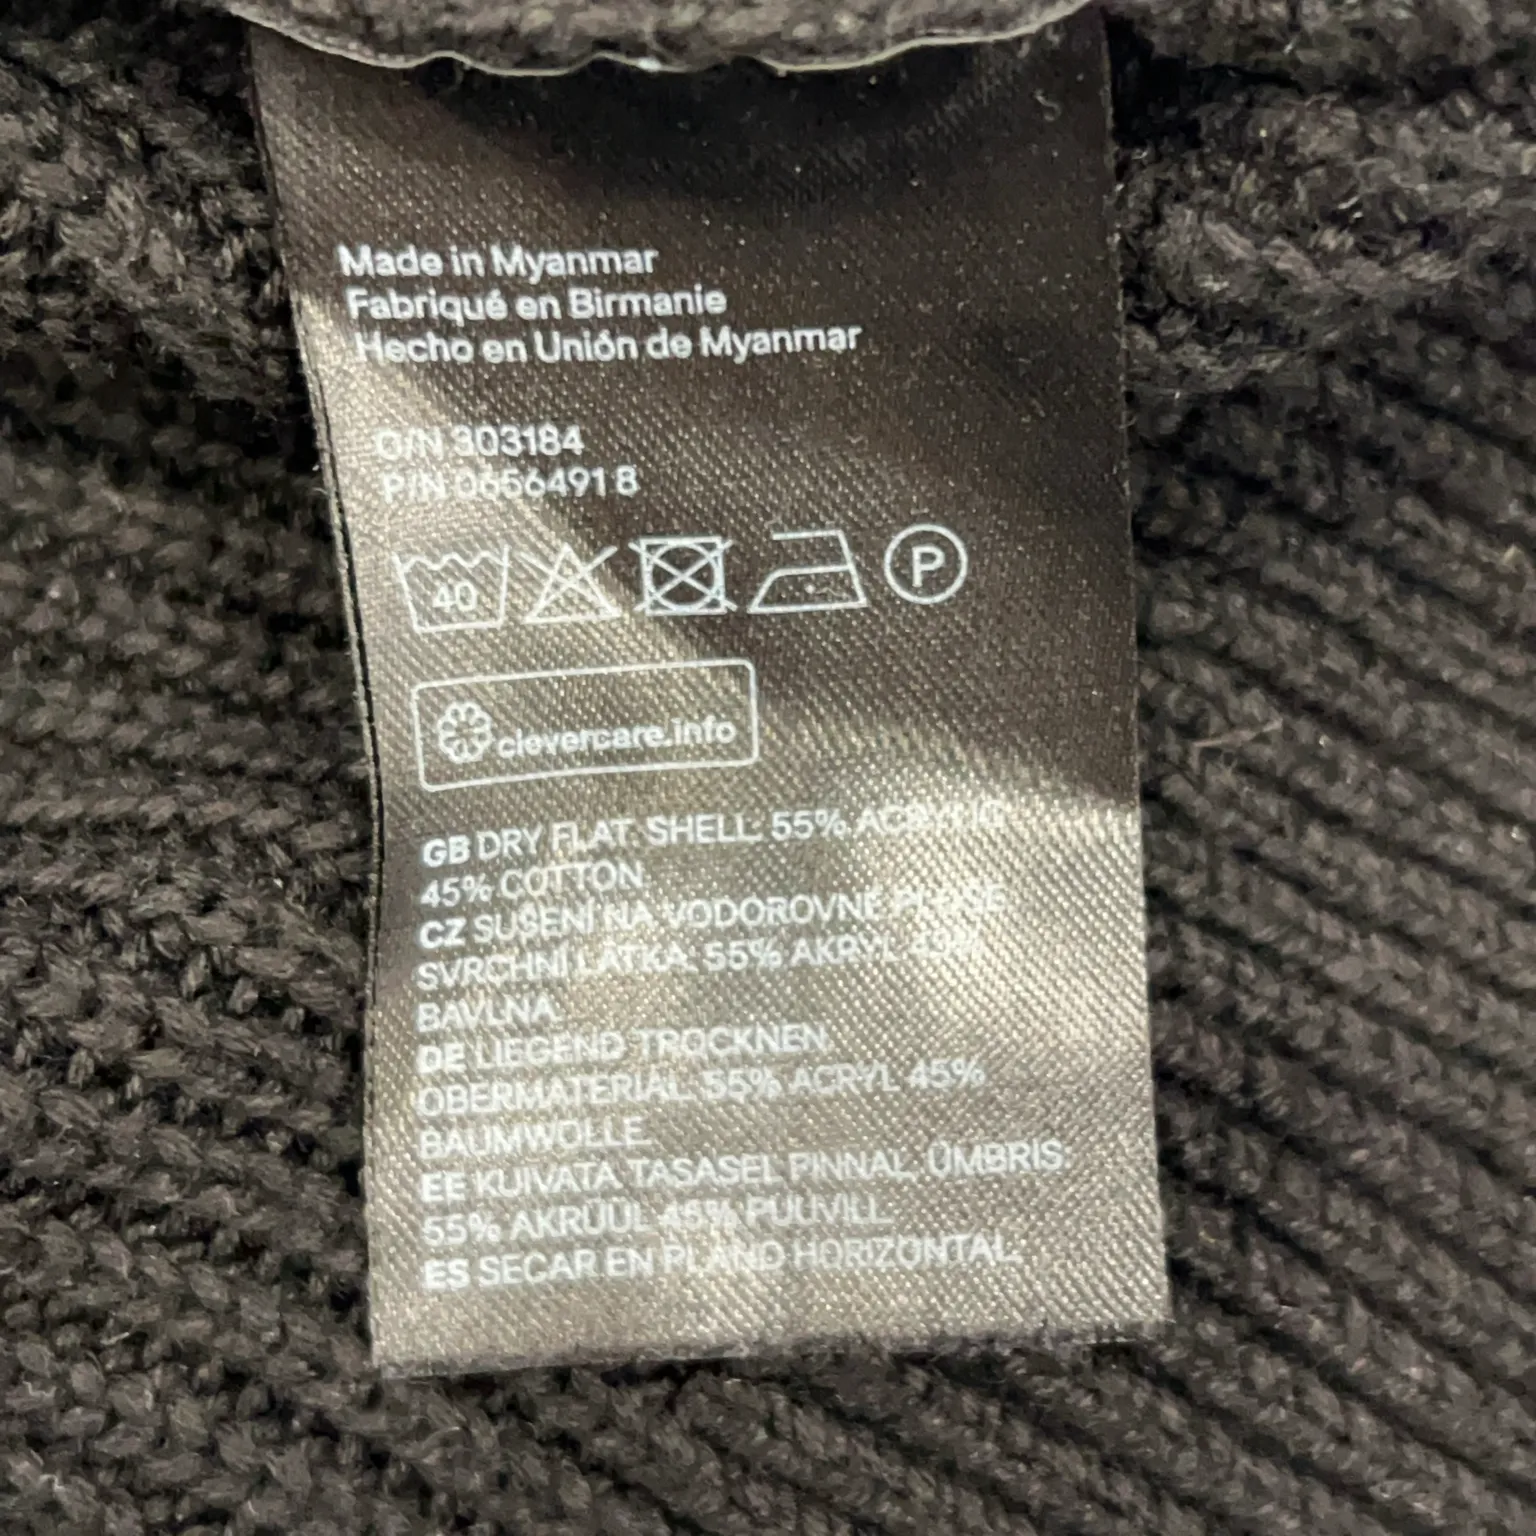 Made in Myanmar
Fabriqué en Birmanie
Hecho en Unión de Myanmar
O/N 303184
P/N 0656491 8
40
P
clevercare.info
GB DRY FLAT. SHELL: 55% ACRYLIC
45% COTTON.
CZ SUŠENÍ NA VODOROVNÉ PLOŠE.
SVRCHNÍ LÁTKA: 55% AKRYL 45%
BAVLNA.
DE LIEGEND TROCKNEN.
OBERMATERIAL: 55% ACRYL 45%
BAUMWOLLE.
EE KUIVATA TASASEL PINNAL. ÜMBRIS:
55% AKRÜÜL 45% PUUVILL.
ES SECAR EN PLANO HORIZONTAL.